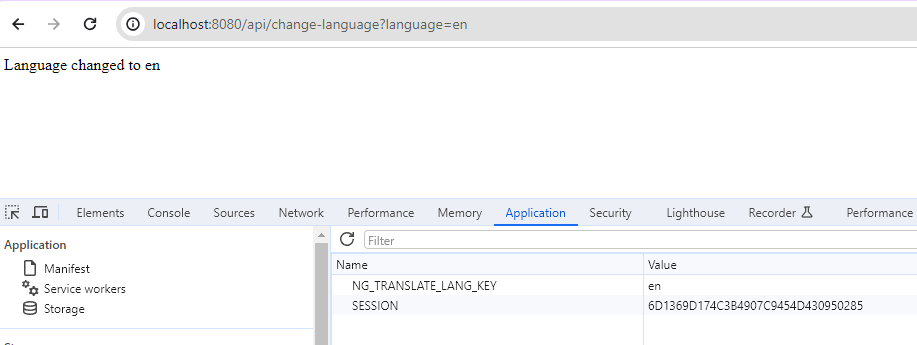 localhost:8080/api/change-language?language=en
Language changed to en
Elements Console Sources Network Performance Memory Application Security Lighthouse Recorder Performance
Application
Manifest
Service workers
Storage
Filter
Name Value
NG_TRANSLATE_LANG_KEY en
SESSION 6D1369D174C3B4907C9454D430950285